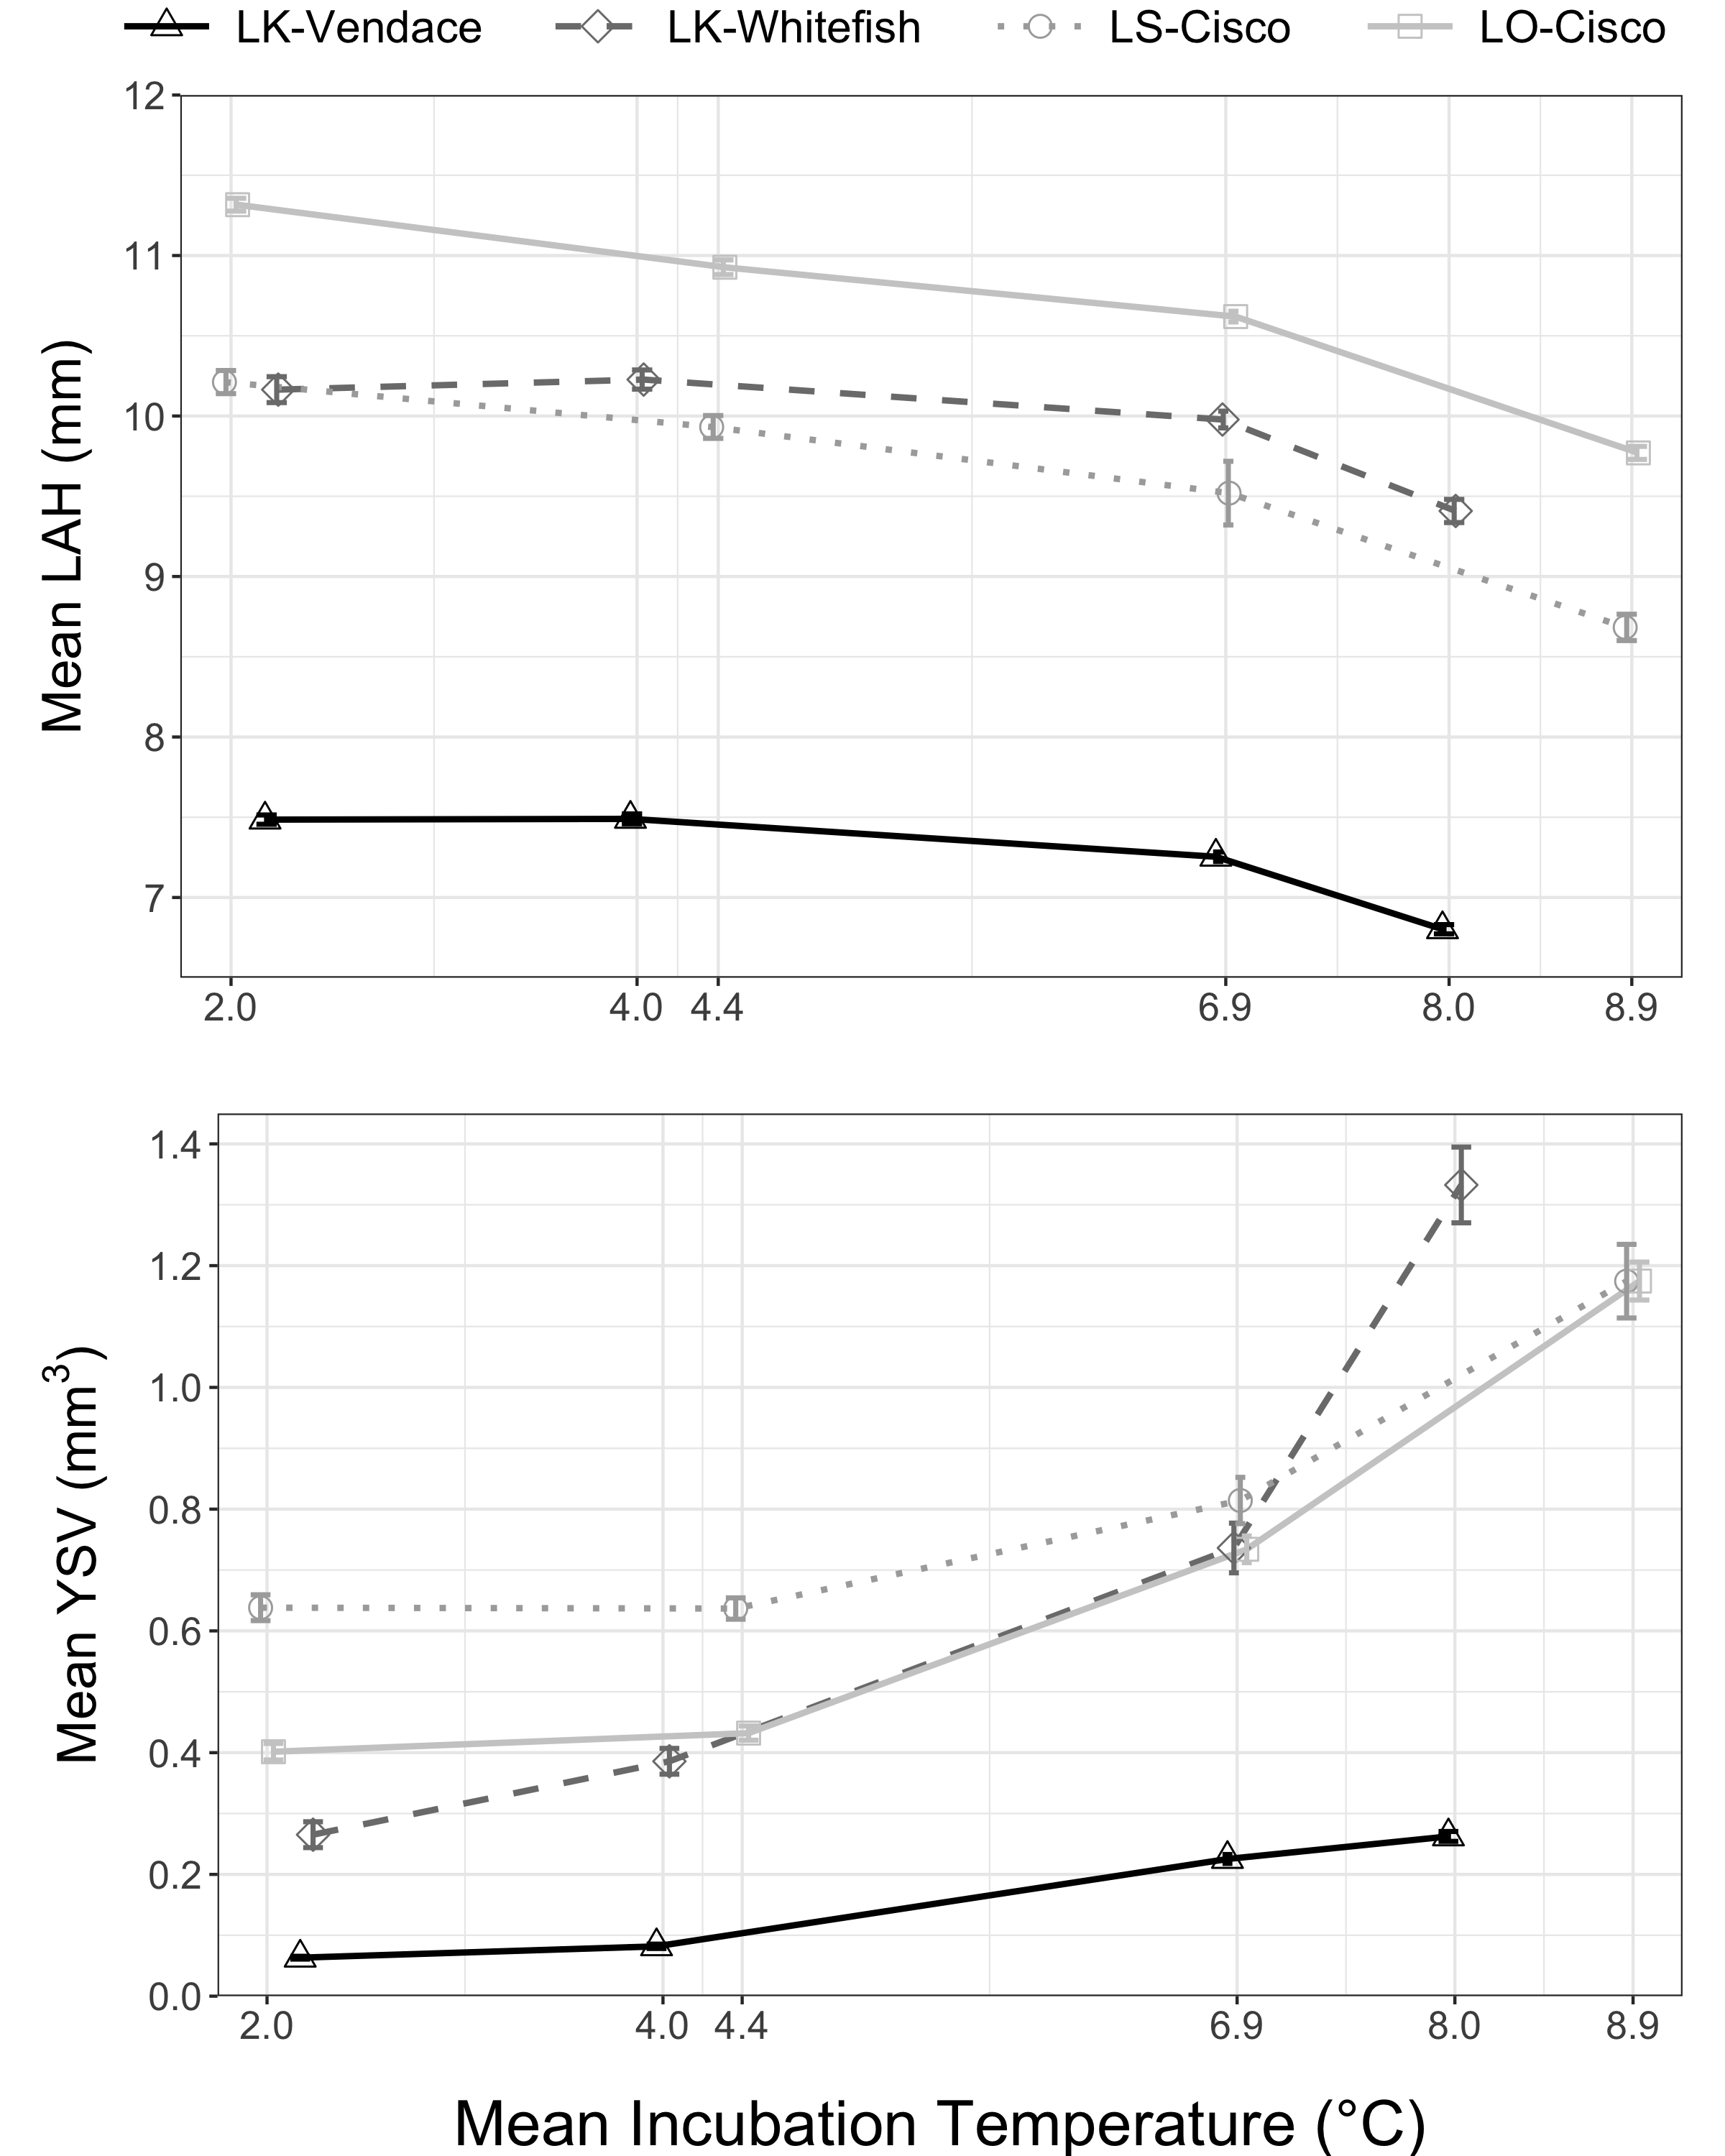 LK-Vendace LK-Whitefish LS-Cisco LO-Cisco
12
11
10
9
8
7
Mean LAH (mm)
2.0 4.0 4.4 6.9 8.0 8.9
1.4
1.2
1.0
0.8
0.6
0.4
0.2
0.0
Mean YSV (mm³)
2.0 4.0 4.4 6.9 8.0 8.9
Mean Incubation Temperature (°C)